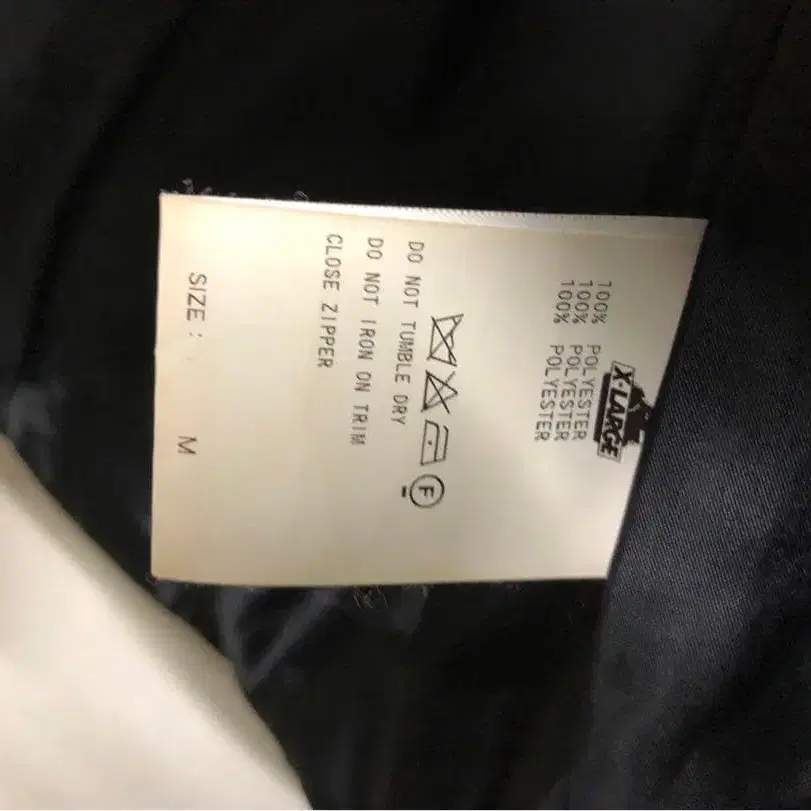 X-LARGE
100% POLYESTER
100% POLYESTER
100% POLYESTER
F
DO NOT TUMBLE DRY
DO NOT IRON ON TRIM
CLOSE ZIPPER
SIZE: M